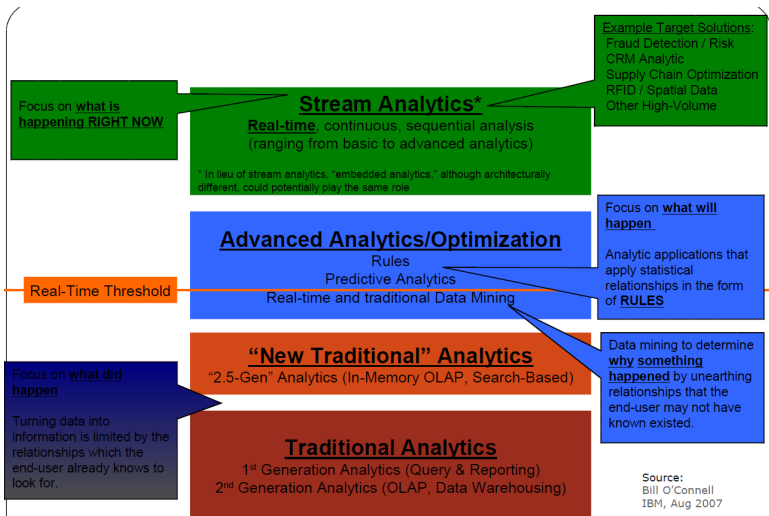 Example Target Solutions:
Fraud Detection / Risk
CRM Analytic
Supply Chain Optimization
RFID / Spatial Data
Other High-Volume
Focus on what is
happening RIGHT NOW
Stream Analytics*
Real-time, continuous, sequential analysis
(ranging from basic to advanced analytics)
* In lieu of stream analytics, “embedded analytics,” although architecturally
different, could potentially play the same role
Focus on what will
happen
Analytic applications that
apply statistical
relationships in the form
of RULES
Advanced Analytics/Optimization
Rules
Predictive Analytics
Real-time and traditional Data Mining
Real-Time Threshold
“New Traditional” Analytics
“2.5-Gen” Analytics (In-Memory OLAP, Search-Based)
Data mining to determine
why something
happened by unearthing
relationships that the
end-user may not have
known existed.
Focus on what did
happen
Turning data into
information is limited by the
relationships which the
end-user already knows to
look for.
Traditional Analytics
1st Generation Analytics (Query & Reporting)
2nd Generation Analytics (OLAP, Data Warehousing)
Source:
Bill O’Connell
IBM, Aug 2007